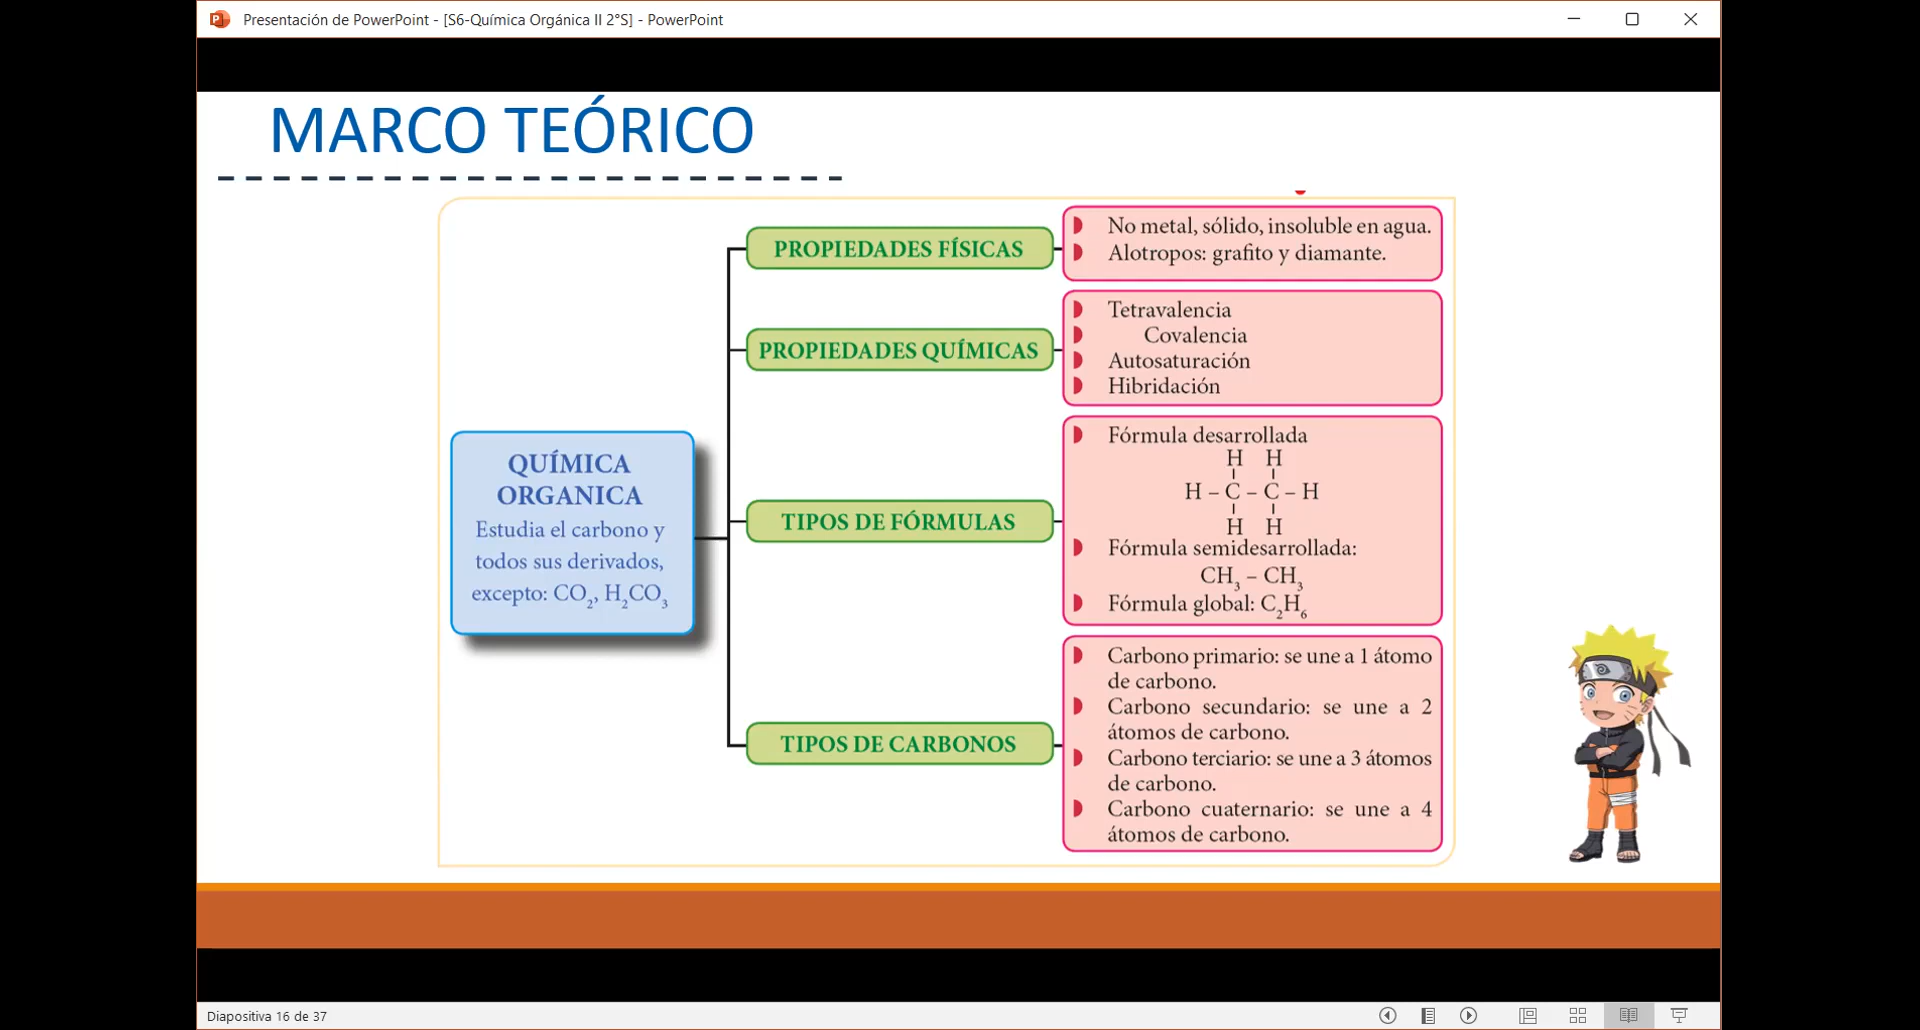 Presentación de PowerPoint - [S6-Química Orgánica II 2°S] - PowerPoint
MARCO TEÓRICO
QUÍMICA
ORGANICA
Estudia el carbono y
todos sus derivados,
excepto: CO₂, H₂CO₃
PROPIEDADES FÍSICAS
No metal, sólido, insoluble en agua.
Alotropos: grafito y diamante.
PROPIEDADES QUÍMICAS
Tetravalencia
Covalencia
Autosaturación
Hibridación
TIPOS DE FÓRMULAS
Fórmula desarrollada
H H
H – C – C – H
H H
Fórmula semidesarrollada:
CH₃ – CH₃
Fórmula global: C₂H₆
TIPOS DE CARBONOS
Carbono primario: se une a 1 átomo
de carbono.
Carbono secundario: se une a 2
átomos de carbono.
Carbono terciario: se une a 3 átomos
de carbono.
Carbono cuaternario: se une a 4
átomos de carbono.
Diapositiva 16 de 37